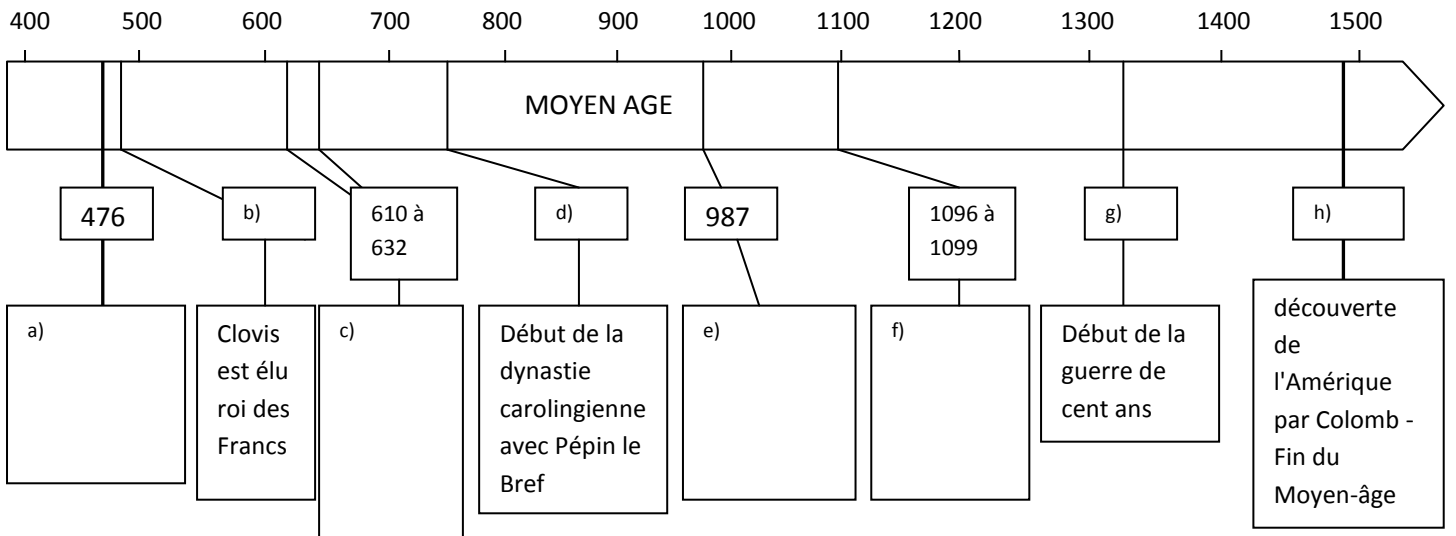 400 500 600 700 800 900 1000 1100 1200 1300 1400 1500
MOYEN AGE
476
b)
610 à
632
d)
987
1096 à
1099
g)
h)
a)
Clovis
est élu
roi des
Francs
c)
Début de la
dynastie
carolingienne
avec Pépin le
Bref
e)
f)
Début de la
guerre de
cent ans
découverte
de
l'Amérique
par Colomb -
Fin du
Moyen-âge